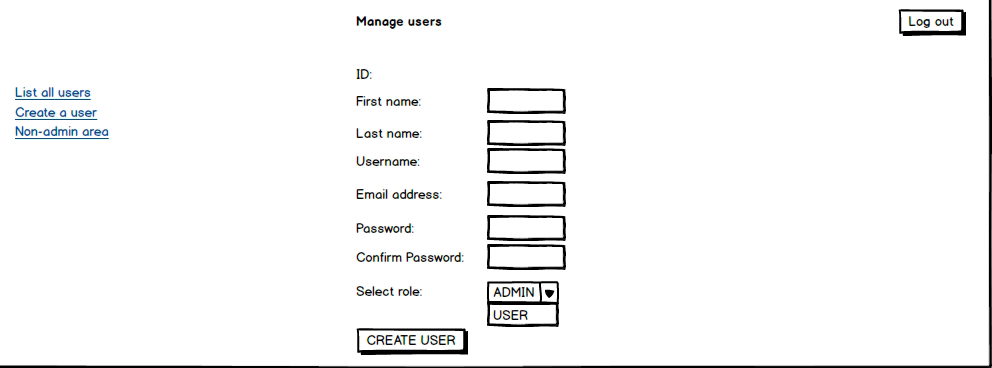 Manage users
Log out
List all users
Create a user
Non-admin area
ID:
First name:
Last name:
Username:
Email address:
Password:
Confirm Password:
Select role:
ADMIN
USER
CREATE USER